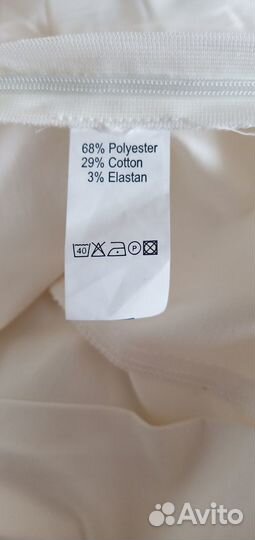 68% Polyester
29% Cotton
3% Elastan
40 P
Avito